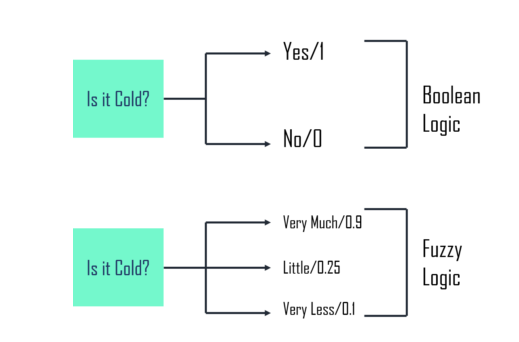 Is it Cold?
Yes/1
No/0
Boolean
Logic
Is it Cold?
Very Much/0.9
Little/0.25
Very Less/0.1
Fuzzy
Logic